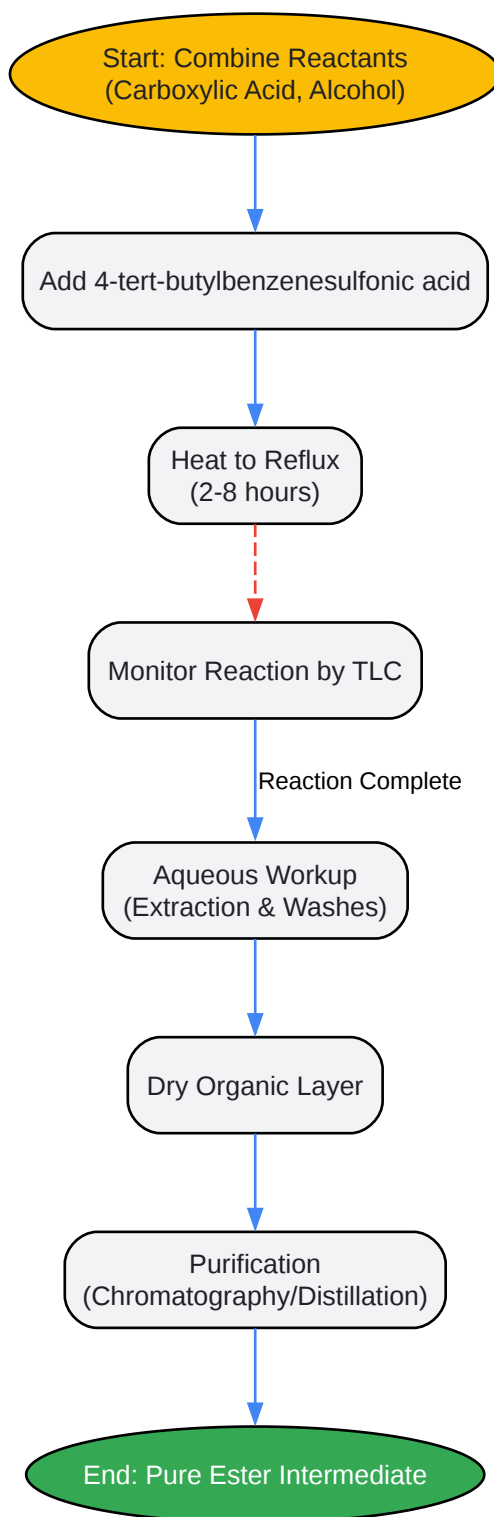 Start: Combine Reactants
(Carboxylic Acid, Alcohol)
Add 4-tert-butylbenzenesulfonic acid
Heat to Reflux
(2-8 hours)
Monitor Reaction by TLC
Reaction Complete
Aqueous Workup
(Extraction & Washes)
Dry Organic Layer
Purification
(Chromatography/Distillation)
End: Pure Ester Intermediate